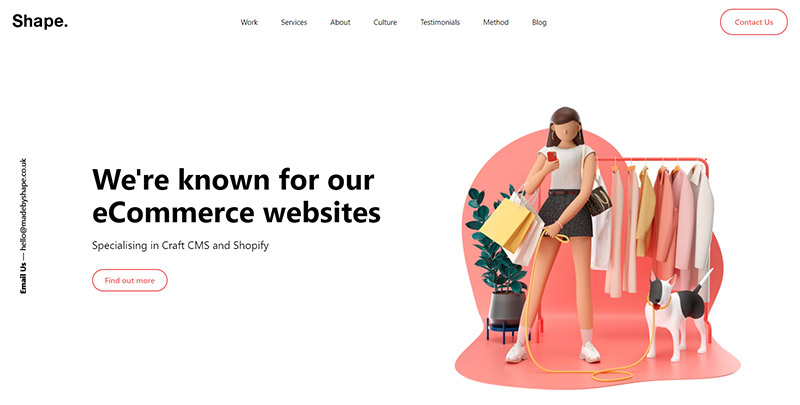 Shape.
Work
Services
About
Culture
Testimonials
Method
Blog
Contact Us
Email Us — hello@madebyshape.co.uk
We're known for our
eCommerce websites
Specialising in Craft CMS and Shopify
Find out more